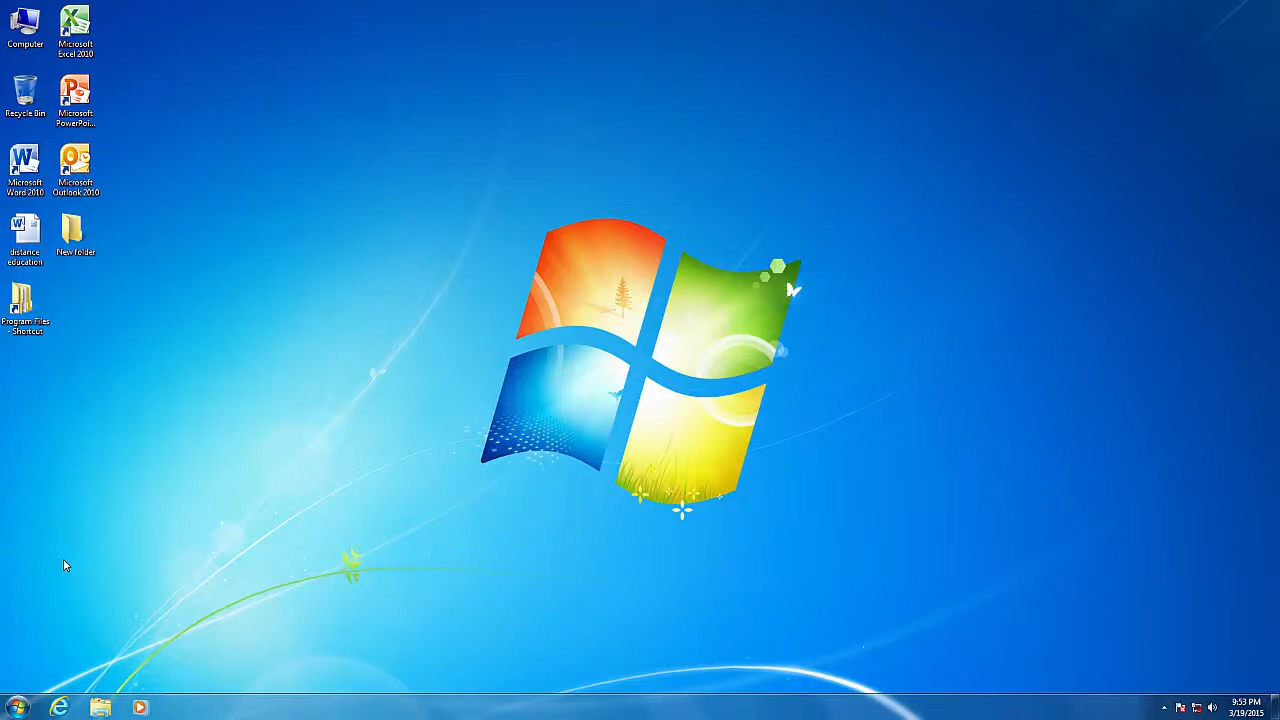 Computer
Microsoft
Excel 2010
Recycle Bin
Microsoft
PowerPoi...
Microsoft
Word 2010
Microsoft
Outlook 2010
distance
education
New folder
Program Files
- Shortcut
9:53 PM
3/19/2015